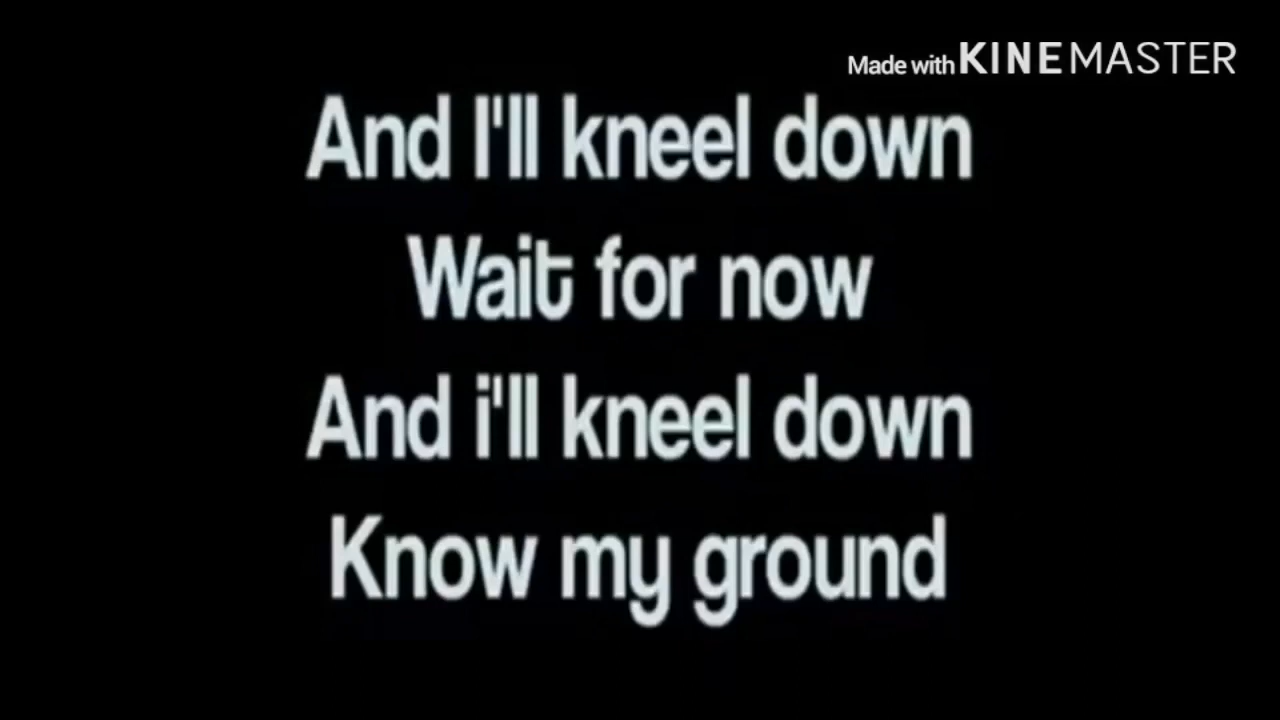 Made with KINEMASTER
And I'll kneel down
Wait for now
And i'll kneel down
Know my ground